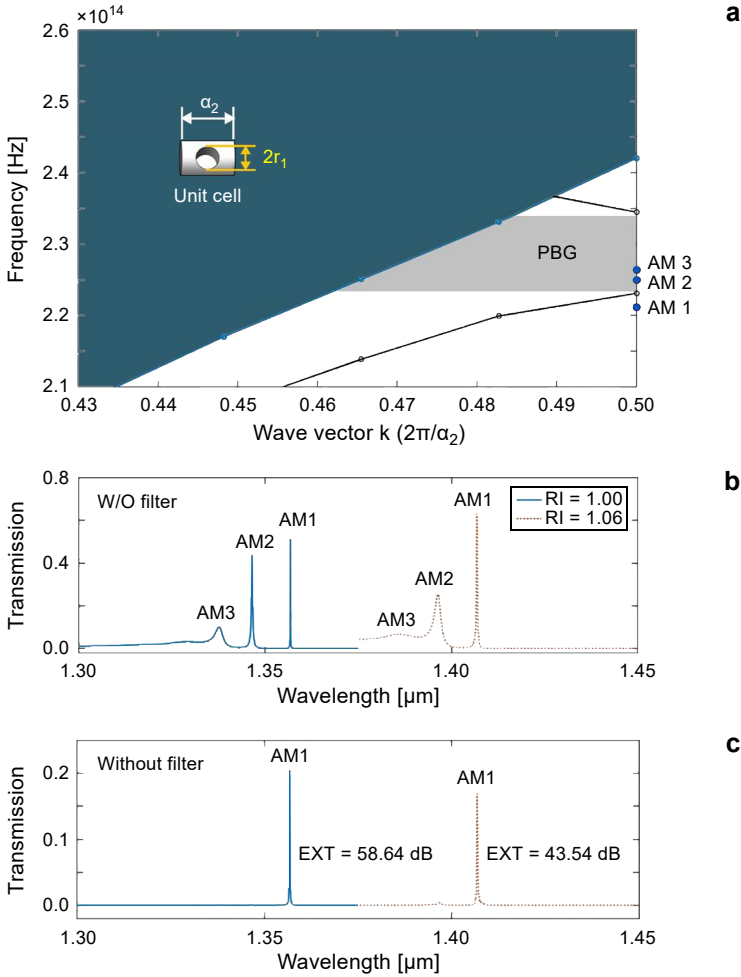 a
×10¹⁴
2.6
2.5
2.4
2.3
2.2
2.1
Frequency [Hz]
α₂
2r₁
Unit cell
PBG
AM 3
AM 2
AM 1
0.43 0.44 0.45 0.46 0.47 0.48 0.49 0.50
Wave vector k (2π/α₂)
b
0.8
0.4
0.0
Transmission
W/O filter
RI = 1.00
RI = 1.06
AM3
AM2
AM1
AM3
AM2
AM1
1.30 1.35 1.40 1.45
Wavelength [µm]
c
0.2
0.1
0.0
Transmission
Without filter
AM1
EXT = 58.64 dB
AM1
EXT = 43.54 dB
1.30 1.35 1.40 1.45
Wavelength [µm]